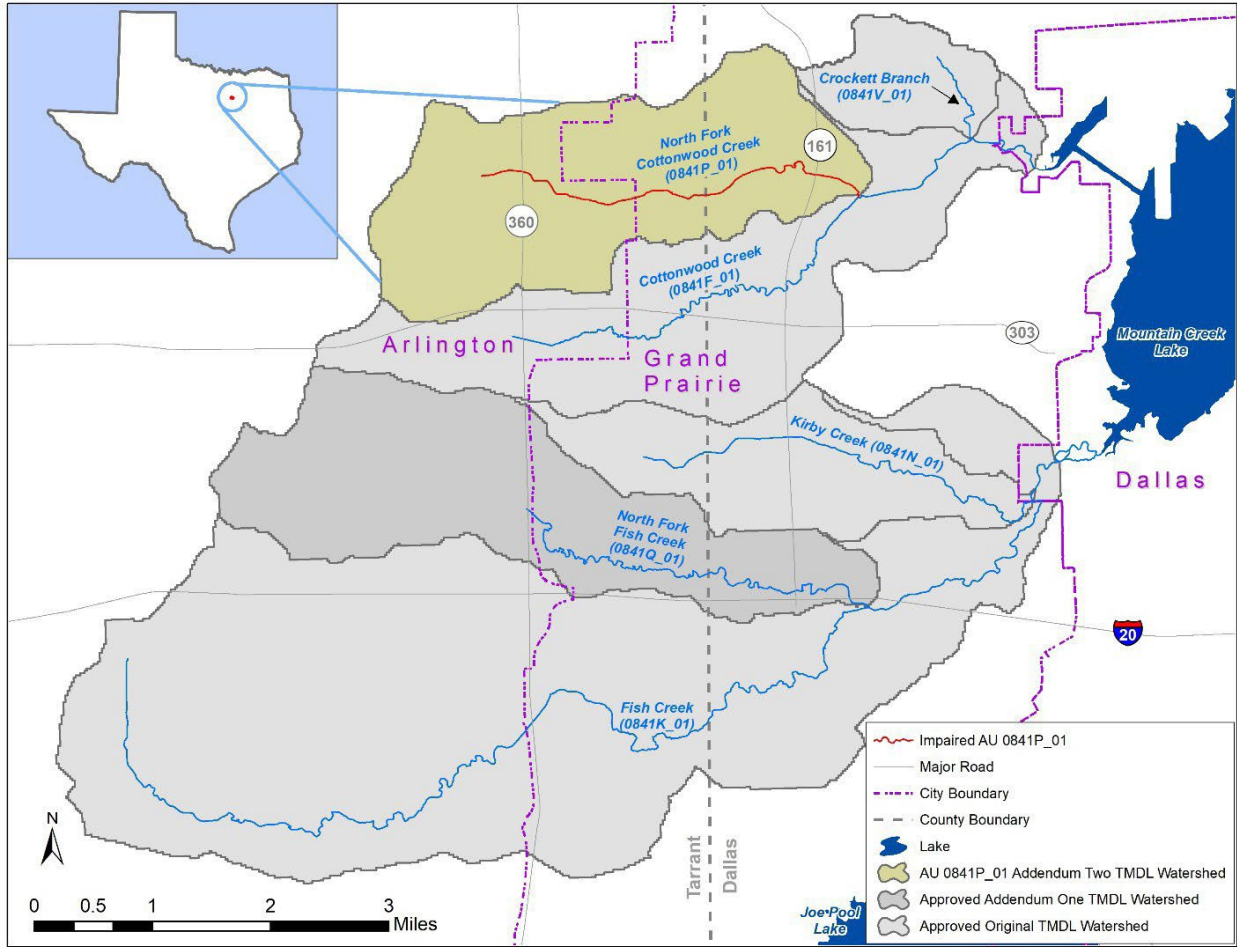 Crockett Branch
(0841V_01)
North Fork
Cottonwood Creek
(0841P_01)
161
360
Cottonwood Creek
(0841F_01)
303
Mountain Creek
Lake
Arlington
Grand
Prairie
Kirby Creek (0841N_01)
Dallas
North Fork
Fish Creek
(0841Q_01)
20
Fish Creek
(0841K_01)
Tarrant
Dallas
Joe Pool
Lake
N
0 0.5 1 2 3
Miles
Impaired AU 0841P_01
Major Road
City Boundary
County Boundary
Lake
AU 0841P_01 Addendum Two TMDL Watershed
Approved Addendum One TMDL Watershed
Approved Original TMDL Watershed